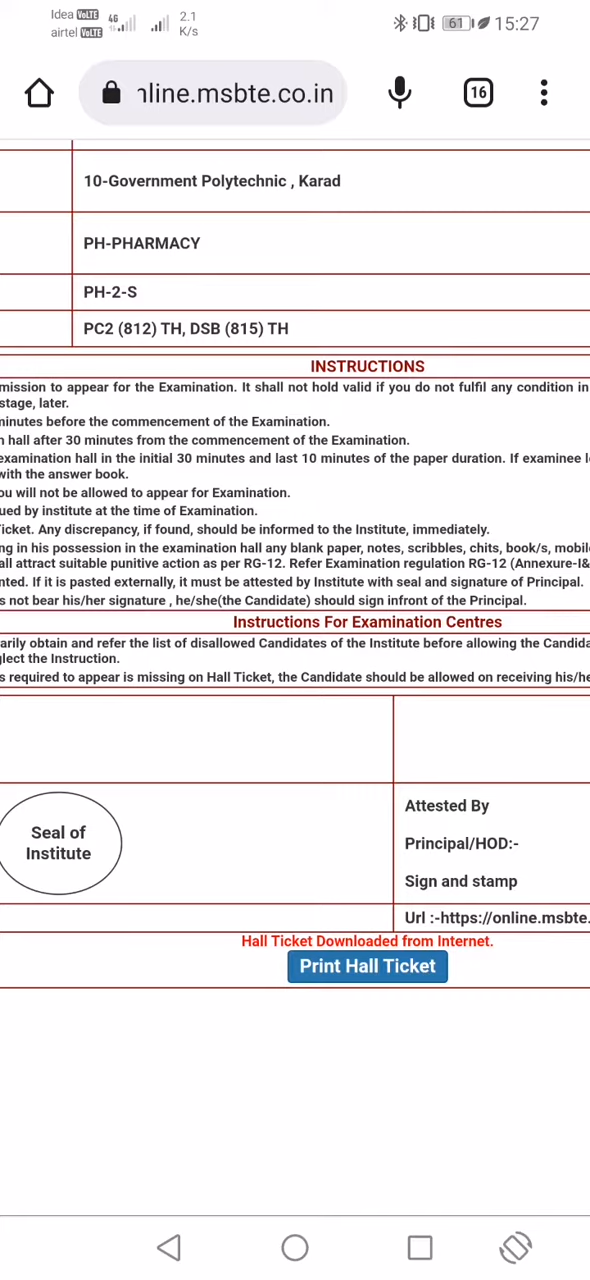 Idea VoLTE 4G 2.1
airtel VoLTE K/s
61 15:27
nline.msbte.co.in
16
10-Government Polytechnic , Karad
PH-PHARMACY
PH-2-S
PC2 (812) TH, DSB (815) TH
INSTRUCTIONS
mission to appear for the Examination. It shall not hold valid if you do not fulfil any condition in
stage, later.
minutes before the commencement of the Examination.
n hall after 30 minutes from the commencement of the Examination.
examination hall in the initial 30 minutes and last 10 minutes of the paper duration. If examinee l
with the answer book.
ou will not be allowed to appear for Examination.
ued by institute at the time of Examination.
Ticket. Any discrepancy, if found, should be informed to the Institute, immediately.
ng in his possession in the examination hall any blank paper, notes, scribbles, chits, book/s, mobil
all attract suitable punitive action as per RG-12. Refer Examination regulation RG-12 (Annexure-I&
nted. If it is pasted externally, it must be attested by Institute with seal and signature of Principal.
s not bear his/her signature , he/she(the Candidate) should sign infront of the Principal.
Instructions For Examination Centres
arily obtain and refer the list of disallowed Candidates of the Institute before allowing the Candida
glect the Instruction.
s required to appear is missing on Hall Ticket, the Candidate should be allowed on receiving his/he
Seal of
Institute
Attested By
Principal/HOD:-
Sign and stamp
Url :-https://online.msbte.
Hall Ticket Downloaded from Internet.
Print Hall Ticket